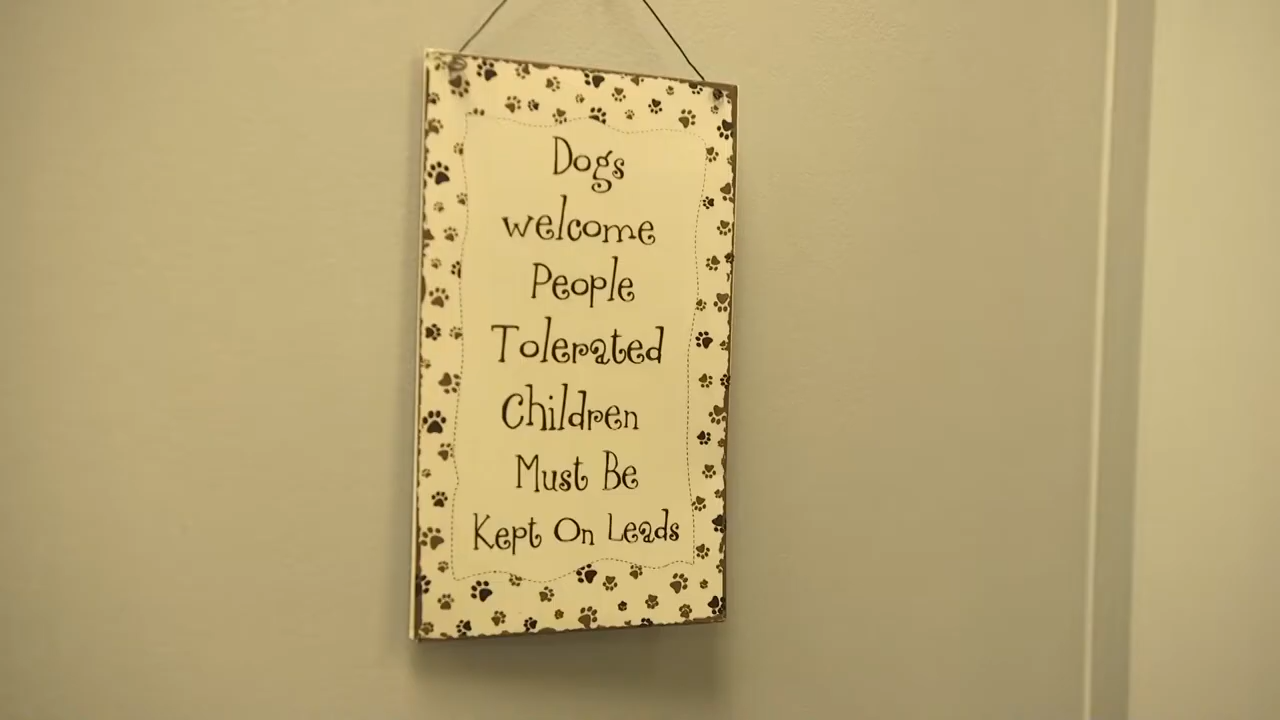 Dogs
welcome
People
Tolerated
Children
Must Be
Kept On Leads